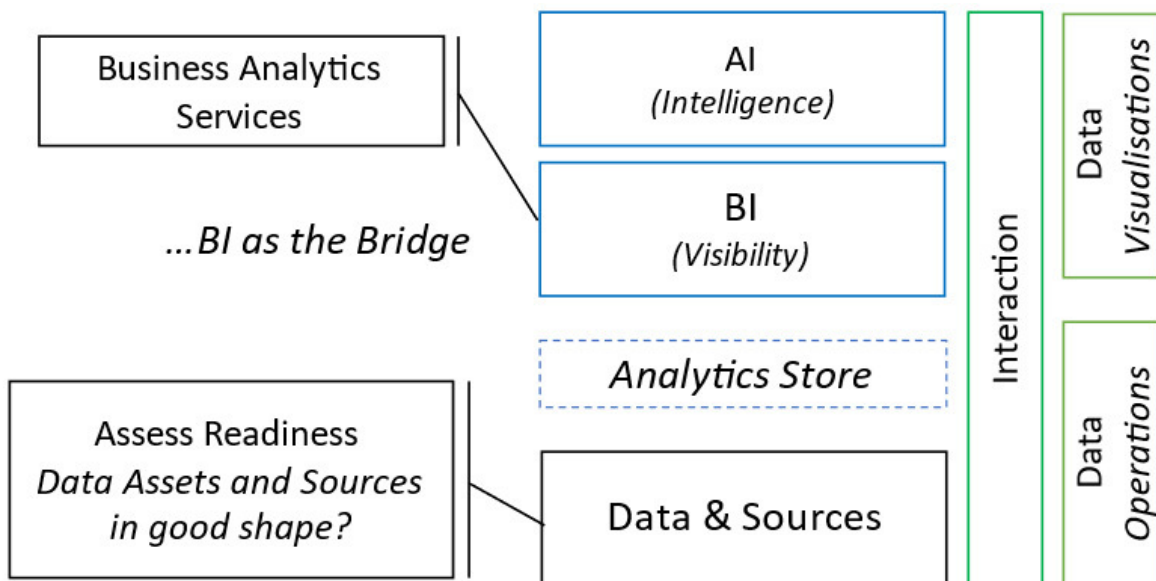 Business Analytics
Services
AI
(Intelligence)
BI
(Visibility)
...BI as the Bridge
Analytics Store
Assess Readiness
Data Assets and Sources
in good shape?
Data & Sources
Interaction
Data
Visualisations
Data
Operations